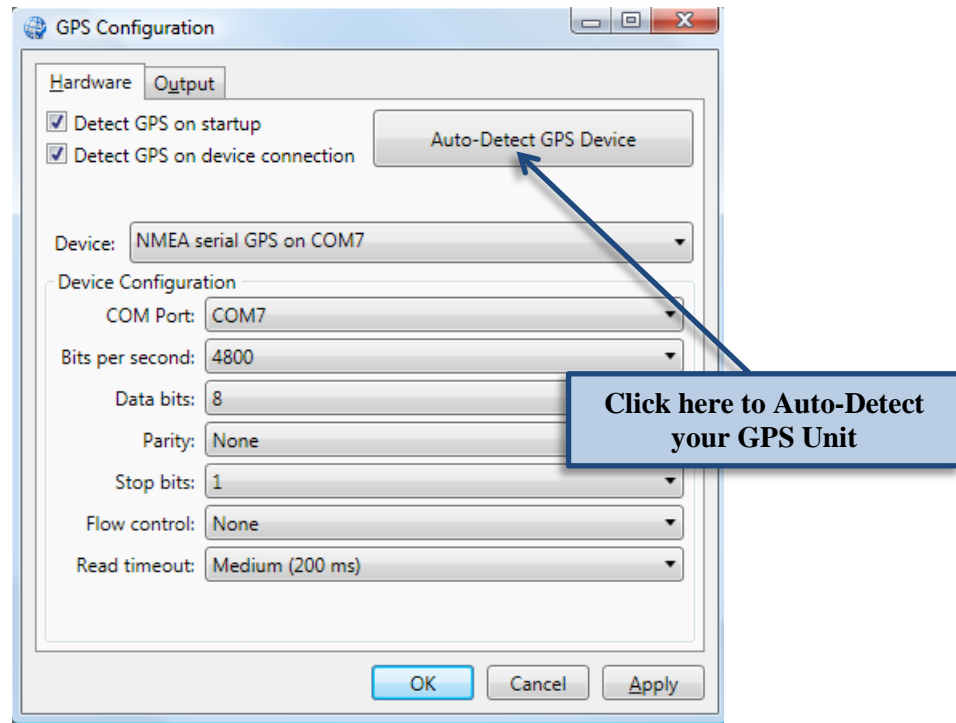 GPS Configuration
Hardware
Output
Detect GPS on startup
Detect GPS on device connection
Auto-Detect GPS Device
Device: NMEA serial GPS on COM7
Device Configuration
COM Port: COM7
Bits per second: 4800
Data bits: 8
Parity: None
Stop bits: 1
Flow control: None
Read timeout: Medium (200 ms)
Click here to Auto-Detect
your GPS Unit
OK
Cancel
Apply